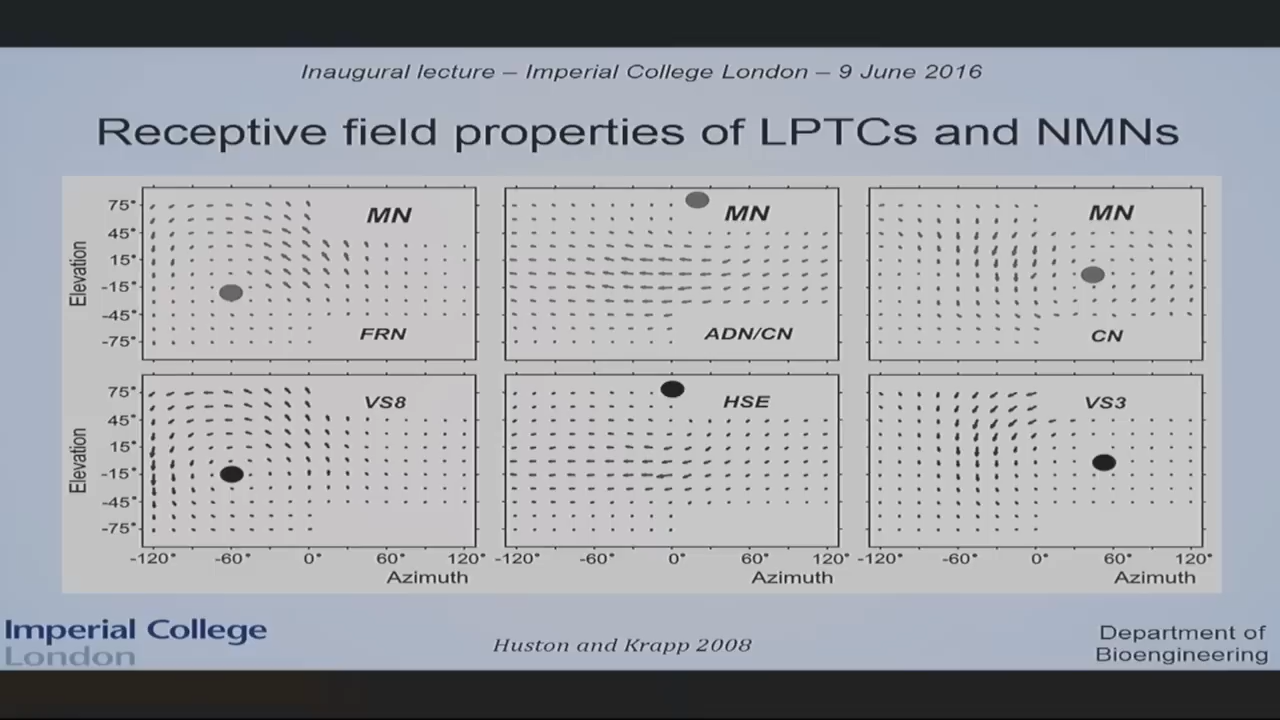 Inaugural lecture – Imperial College London – 9 June 2016
Receptive field properties of LPTCs and NMNs
75°
45°
15°
-15°
-45°
-75°
Elevation
MN
FRN
MN
ADN/CN
MN
CN
75°
45°
15°
-15°
-45°
-75°
Elevation
VS8
HSE
VS3
-120° -60° 0° 60° 120°
Azimuth
-120° -60° 0° 60° 120°
Azimuth
-120° -60° 0° 60° 120°
Azimuth
Imperial College
London
Huston and Krapp 2008
Department of
Bioengineering